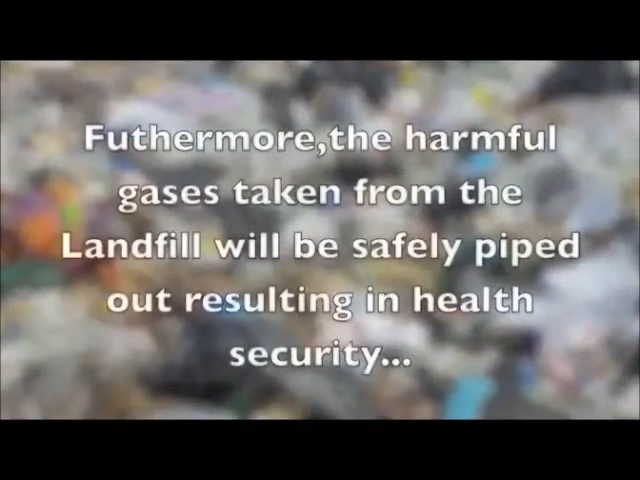 Futhermore,the harmful
gases taken from the
Landfill will be safely piped
out resulting in health
security...